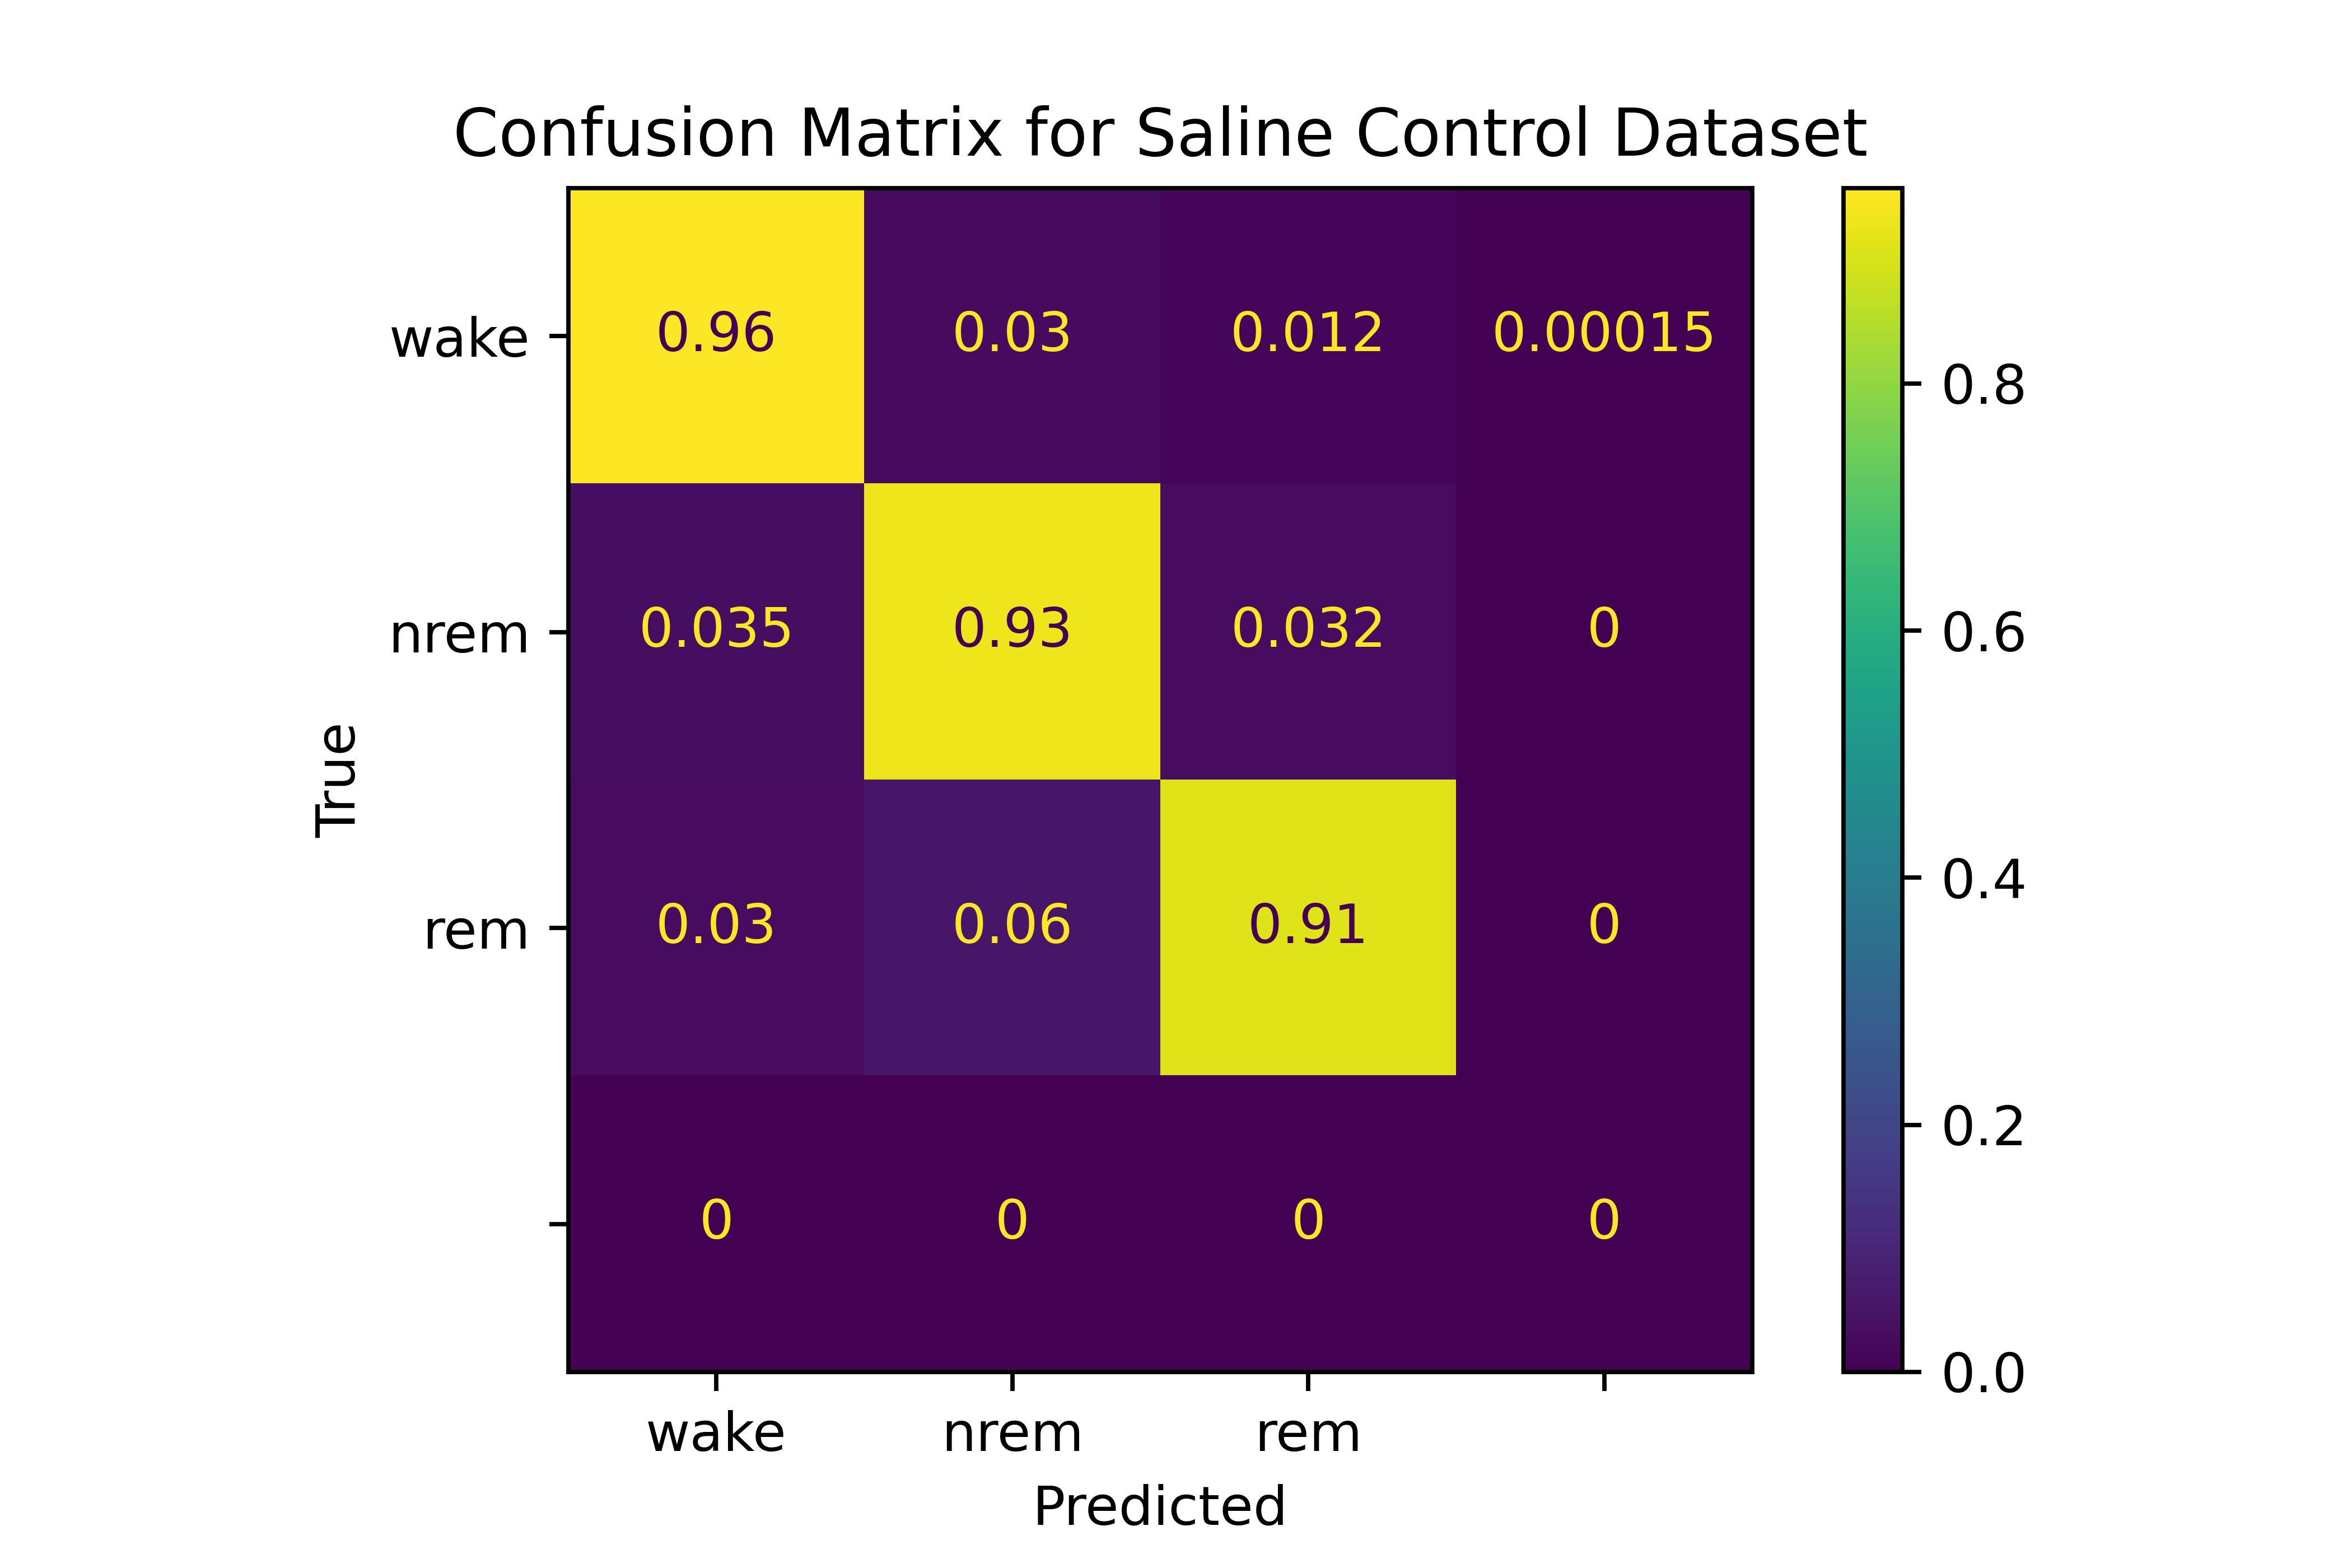 Confusion Matrix for Saline Control Dataset
wake 0.96 0.03 0.012 0.00015
nrem 0.035 0.93 0.032 0
rem 0.03 0.06 0.91 0
0 0 0 0
wake nrem rem
Predicted
True
0.8
0.6
0.4
0.2
0.0